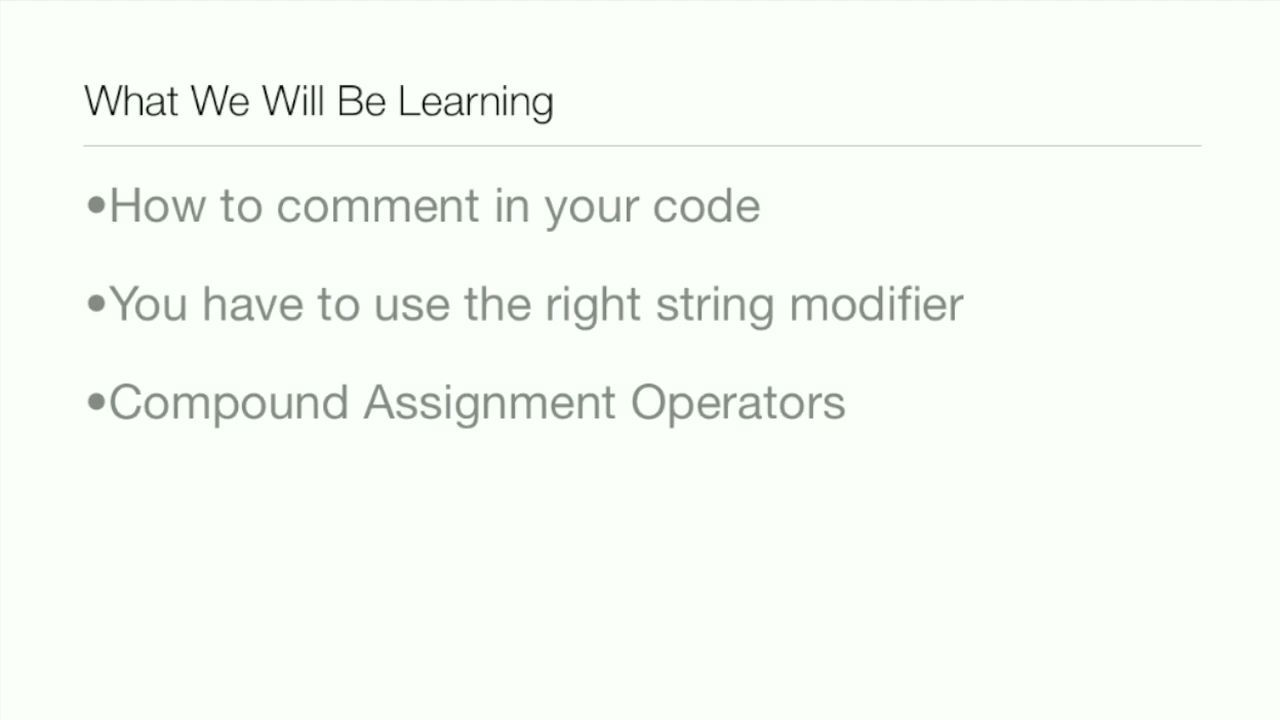 What We Will Be Learning
•How to comment in your code
•You have to use the right string modifier
•Compound Assignment Operators